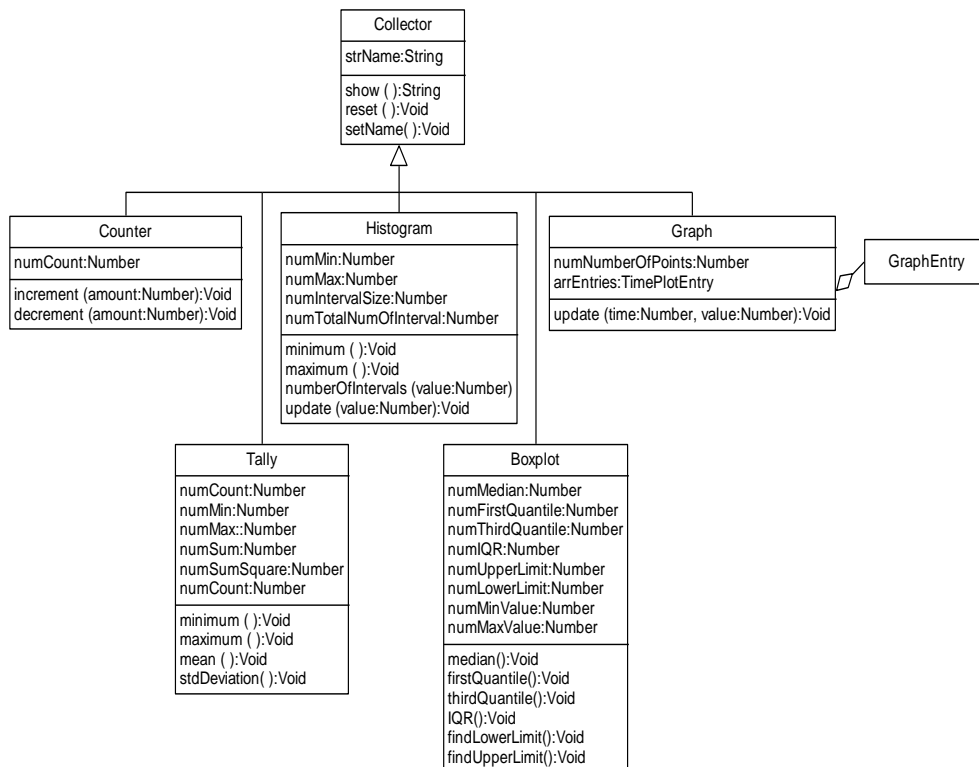 Collector
strName:String
show ( ):String
reset ( ):Void
setName( ):Void
Counter
numCount:Number
increment (amount:Number):Void
decrement (amount:Number):Void
Histogram
numMin:Number
numMax:Number
numIntervalSize:Number
numTotalNumOfInterval:Number
minimum ( ):Void
maximum ( ):Void
numberOfIntervals (value:Number)
update (value:Number):Void
Graph
numNumberOfPoints:Number
arrEntries:TimePlotEntry
update (time:Number, value:Number):Void
GraphEntry
Tally
numCount:Number
numMin:Number
numMax::Number
numSum:Number
numSumSquare:Number
numCount:Number
minimum ( ):Void
maximum ( ):Void
mean ( ):Void
stdDeviation( ):Void
Boxplot
numMedian:Number
numFirstQuantile:Number
numThirdQuantile:Number
numIQR:Number
numUpperLimit:Number
numLowerLimit:Number
numMinValue:Number
numMaxValue:Number
median():Void
firstQuantile():Void
thirdQuantile():Void
IQR():Void
findLowerLimit():Void
findUpperLimit():Void